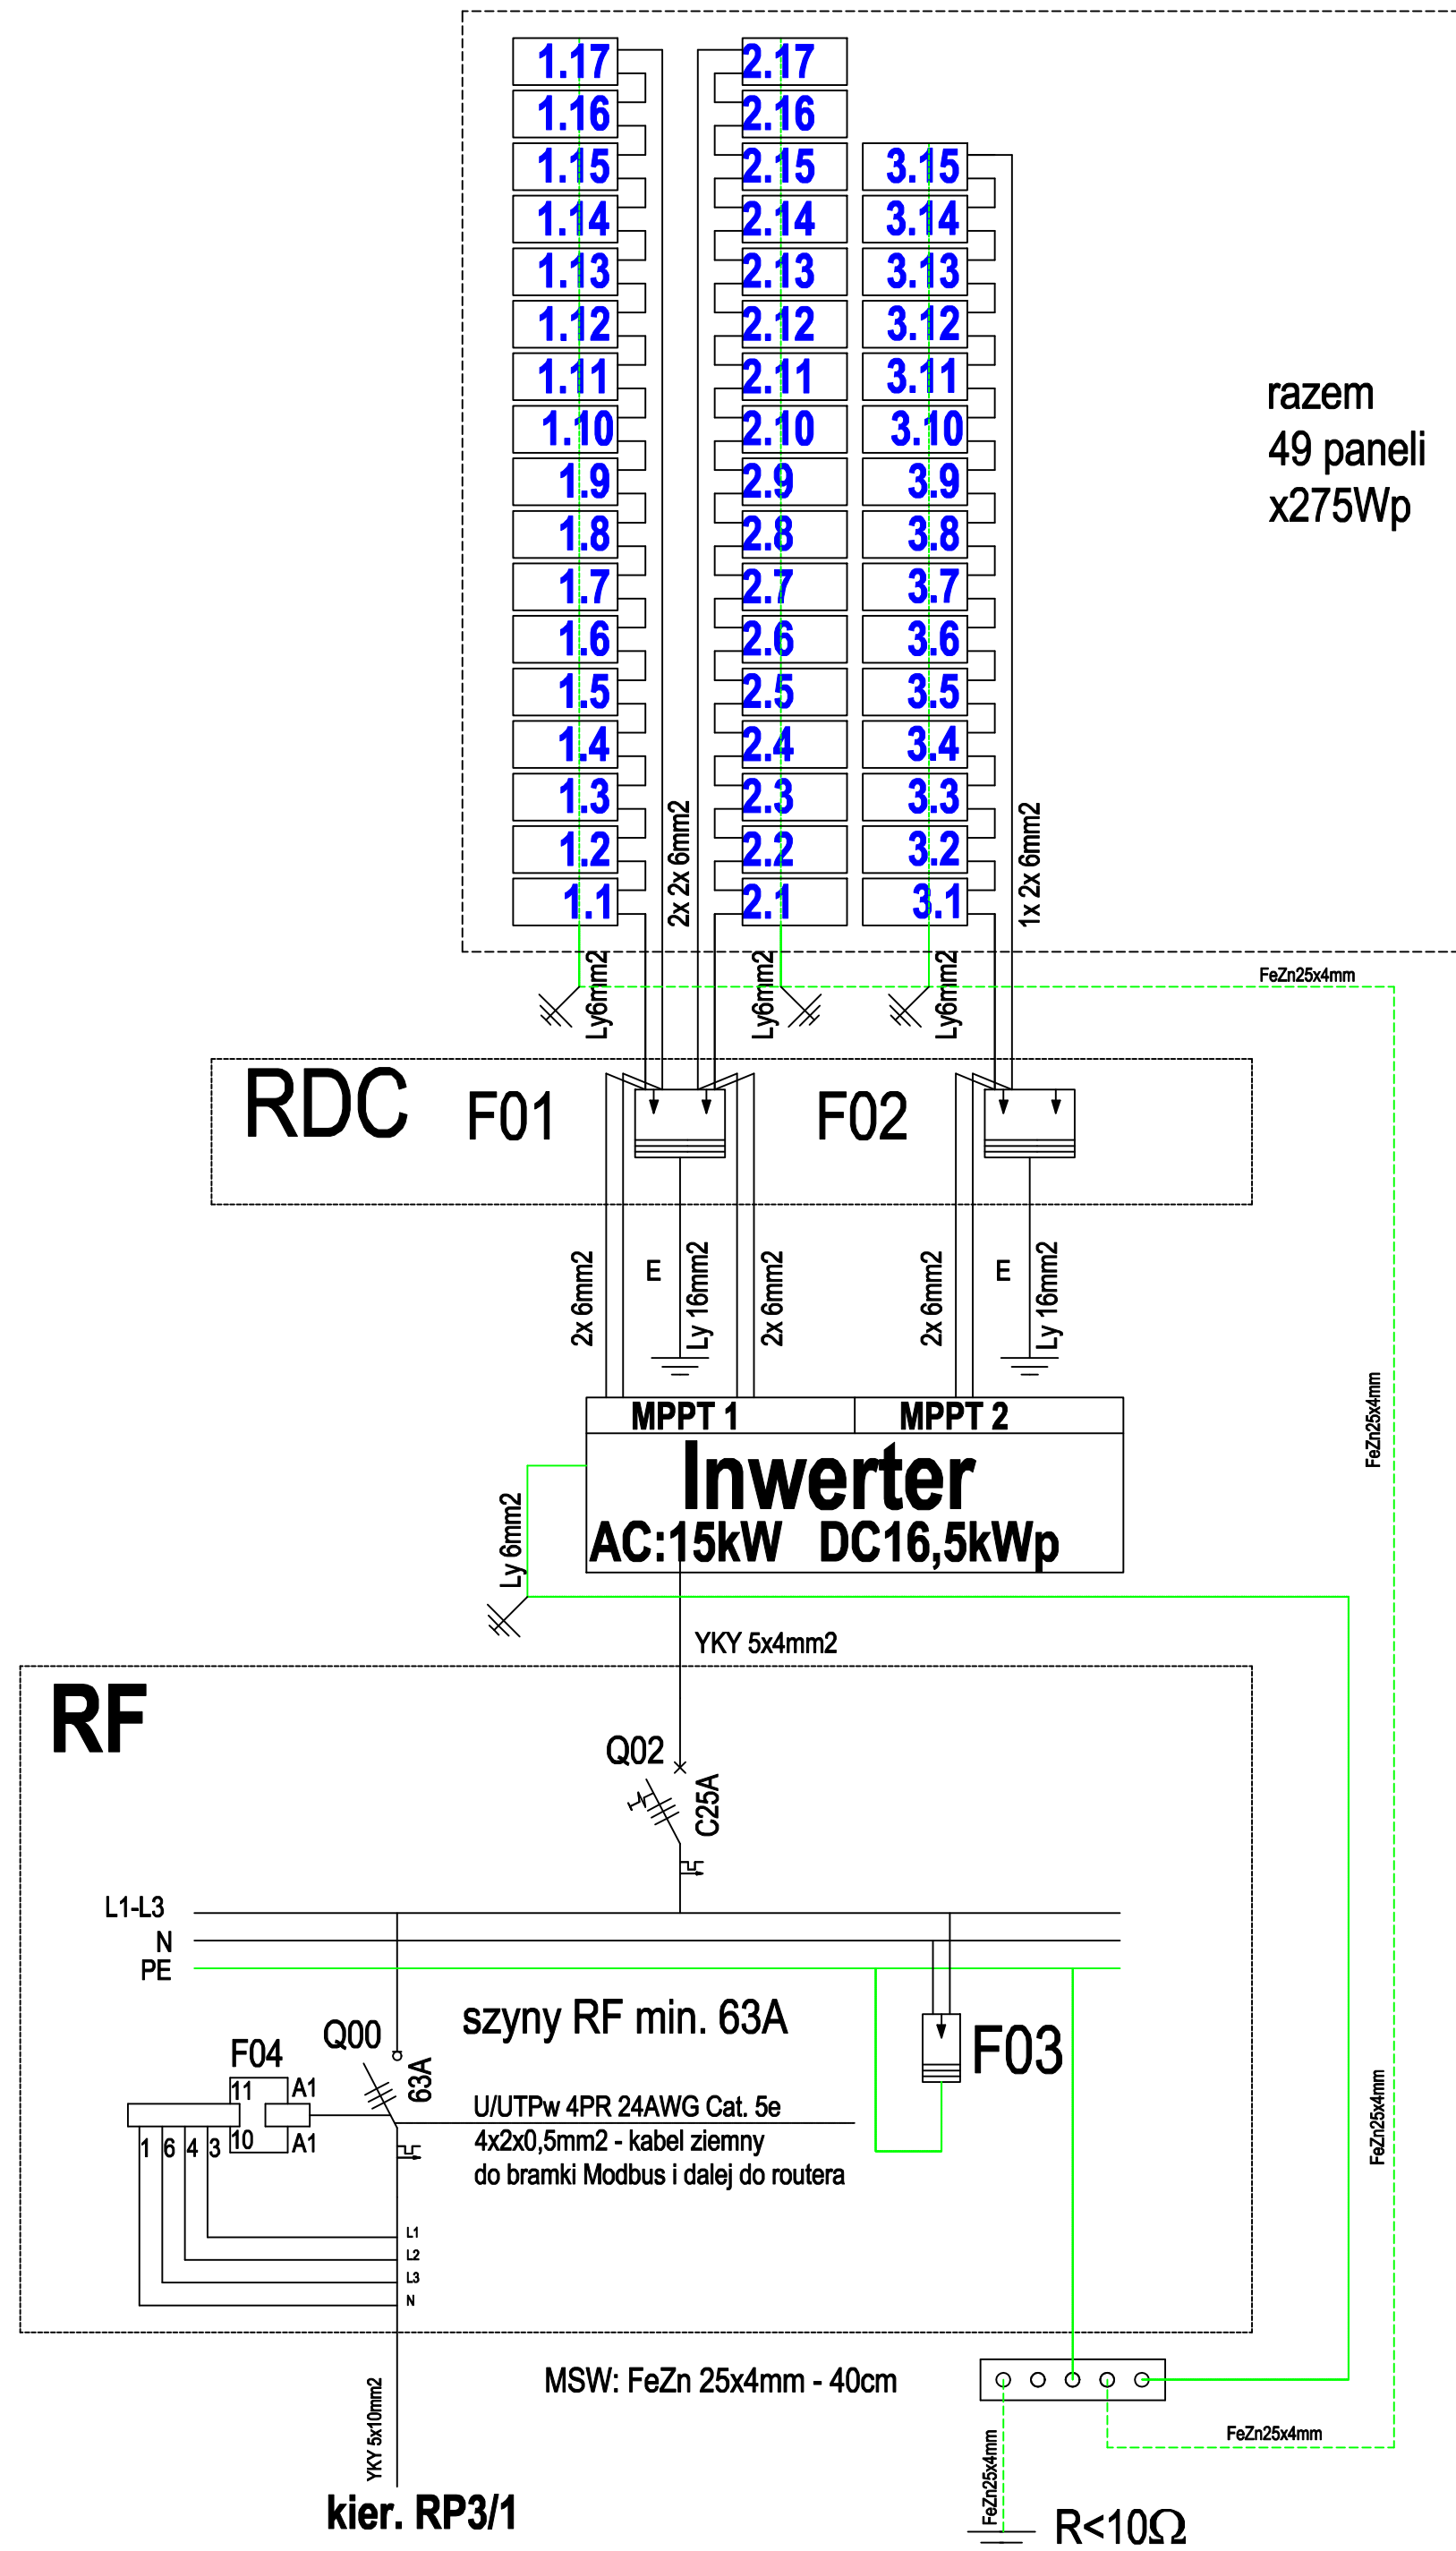 1.17 2.17
1.16 2.16
1.15 2.15 3.15
1.14 2.14 3.14
1.13 2.13 3.13
1.12 2.12 3.12
1.11 2.11 3.11
1.10 2.10 3.10
1.9 2.9 3.9
1.8 2.8 3.8
1.7 2.7 3.7
1.6 2.6 3.6
1.5 2.5 3.5
1.4 2.4 3.4
1.3 2.3 3.3
1.2 2.2 3.2
1.1 2.1 3.1
razem
49 paneli
x275Wp
2x 2x 6mm2
1x 2x 6mm2
Ly6mm2
Ly6mm2
Ly6mm2
FeZn25x4mm
RDC
F01
F02
2x 6mm2
E
Ly 16mm2
2x 6mm2
2x 6mm2
E
Ly 16mm2
FeZn25x4mm
MPPT 1 MPPT 2
Inwerter
AC:15kW DC16,5kWp
Ly 6mm2
YKY 5x4mm2
RF
Q02
C25A
L1-L3
N
PE
szyny RF min. 63A
Q00
63A
F03
F04
11 A1
10 A1
1 6 4 3
U/UTPw 4PR 24AWG Cat. 5e
4x2x0,5mm2 - kabel ziemny
do bramki Modbus i dalej do routera
FeZn25x4mm
L1
L2
L3
N
MSW: FeZn 25x4mm - 40cm
YKY 5x10mm2
FeZn25x4mm
FeZn25x4mm
kier. RP3/1
R<10Ω